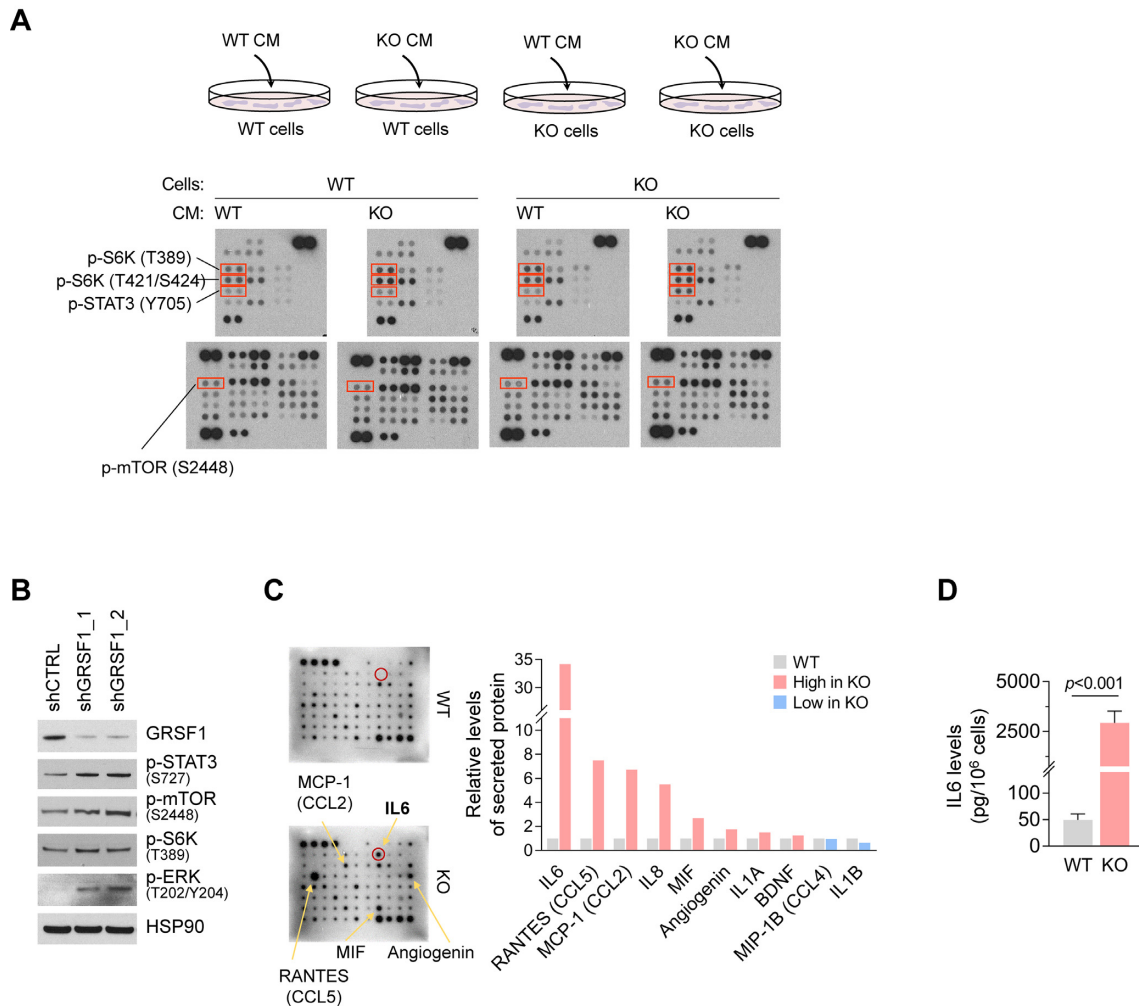 A
WT CM
KO CM
WT CM
KO CM
WT cells
WT cells
KO cells
KO cells
Cells:
WT
KO
CM:
WT
KO
WT
KO
p-S6K (T389)
p-S6K (T421/S424)
p-STAT3 (Y705)
p-mTOR (S2448)
B
shCTRL
shGRSF1_1
shGRSF1_2
GRSF1
p-STAT3
(S727)
p-mTOR
(S2448)
p-S6K
(T389)
p-ERK
(T202/Y204)
HSP90
C
WT
MCP-1
(CCL2)
IL6
KO
MIF
Angiogenin
RANTES
(CCL5)
Relative levels
of secreted protein
35
30
25
8
6
4
2
0
WT
High in KO
Low in KO
IL6
RANTES (CCL5)
MCP-1 (CCL2)
IL8
MIF
Angiogenin
IL1A
BDNF
MIP-1B (CCL4)
IL1B
D
IL6 levels
(pg/10⁶ cells)
5000
2500
100
50
0
p<0.001
WT
KO